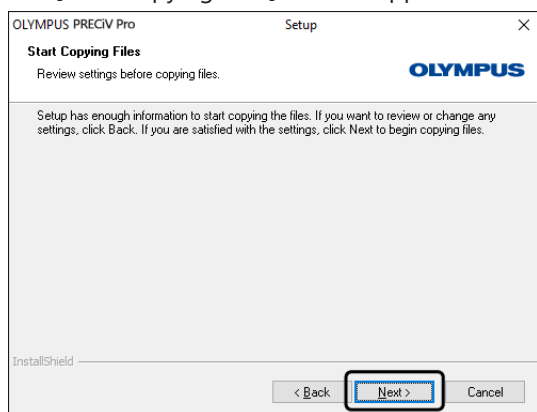 OLYMPUS PRECiV Pro Setup
Start Copying Files
Review settings before copying files.
OLYMPUS
Setup has enough information to start copying the files. If you want to review or change any
settings, click Back. If you are satisfied with the settings, click Next to begin copying files.
InstallShield
< Back Next > Cancel